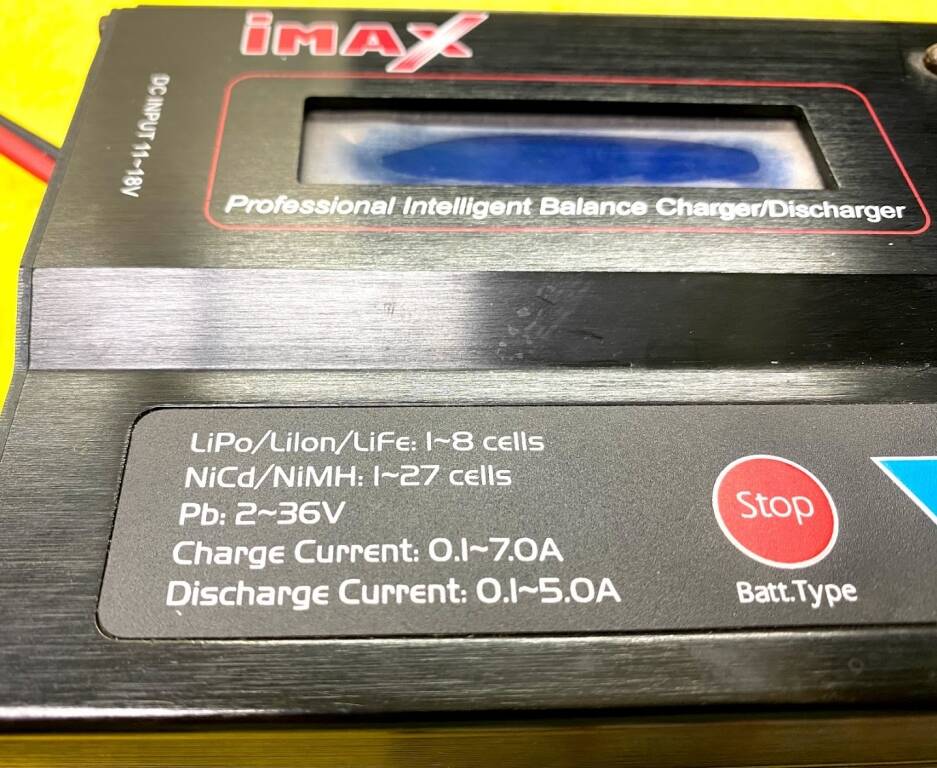 iMAX
DC INPUT 11~18V
Professional Intelligent Balance Charger/Discharger
LiPo/LiIon/LiFe: 1~8 cells
NiCd/NiMH: 1~27 cells
Pb: 2~36V
Charge Current: 0.1~7.0A
Discharge Current: 0.1~5.0A
Stop
Batt.Type